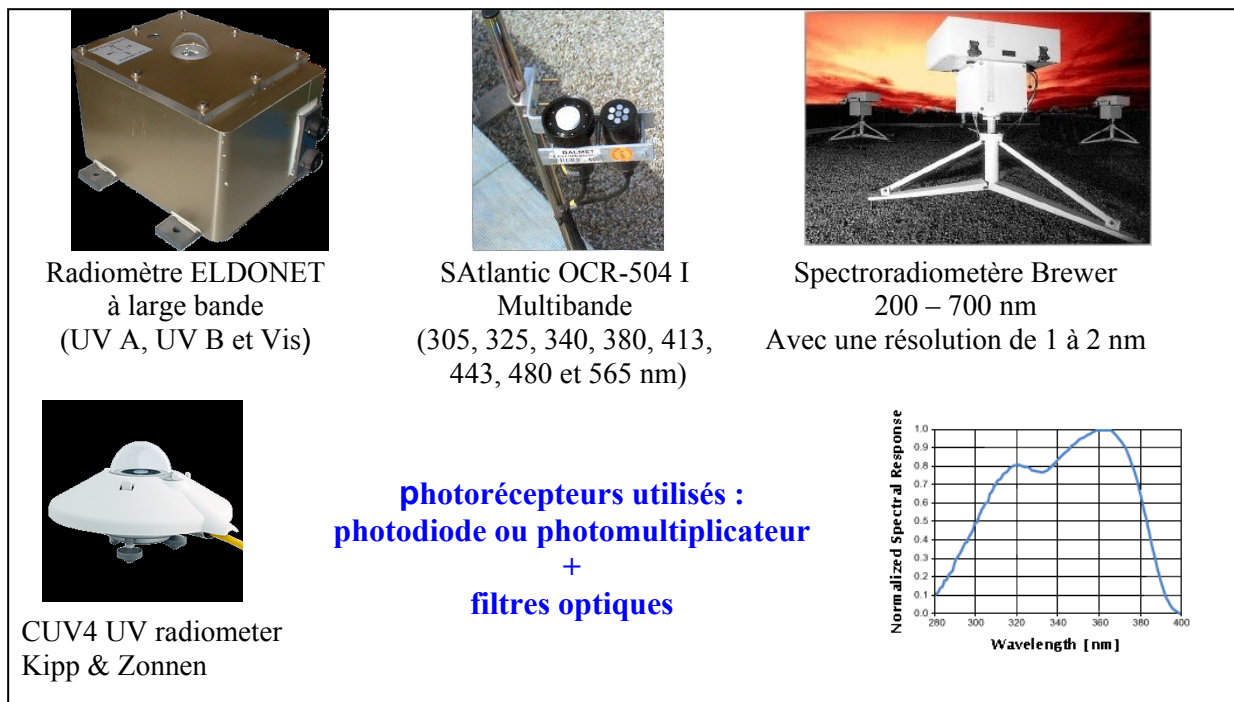 Radiomètre ELDONET
à large bande
(UV A, UV B et Vis)
SAtlantic OCR-504 I
Multibande
(305, 325, 340, 380, 413,
443, 480 et 565 nm)
Spectroradiometère Brewer
200 – 700 nm
Avec une résolution de 1 à 2 nm
SALMET
CUV4 UV radiometer
Kipp & Zonnen
photorécepteurs utilisés :
photodiode ou photomultiplicateur
+
filtres optiques
Normalized Spectral Response
1.0
0.9
0.8
0.7
0.6
0.5
0.4
0.3
0.2
0.1
0.0
280 300 320 340 360 380 400
Wavelength [nm]